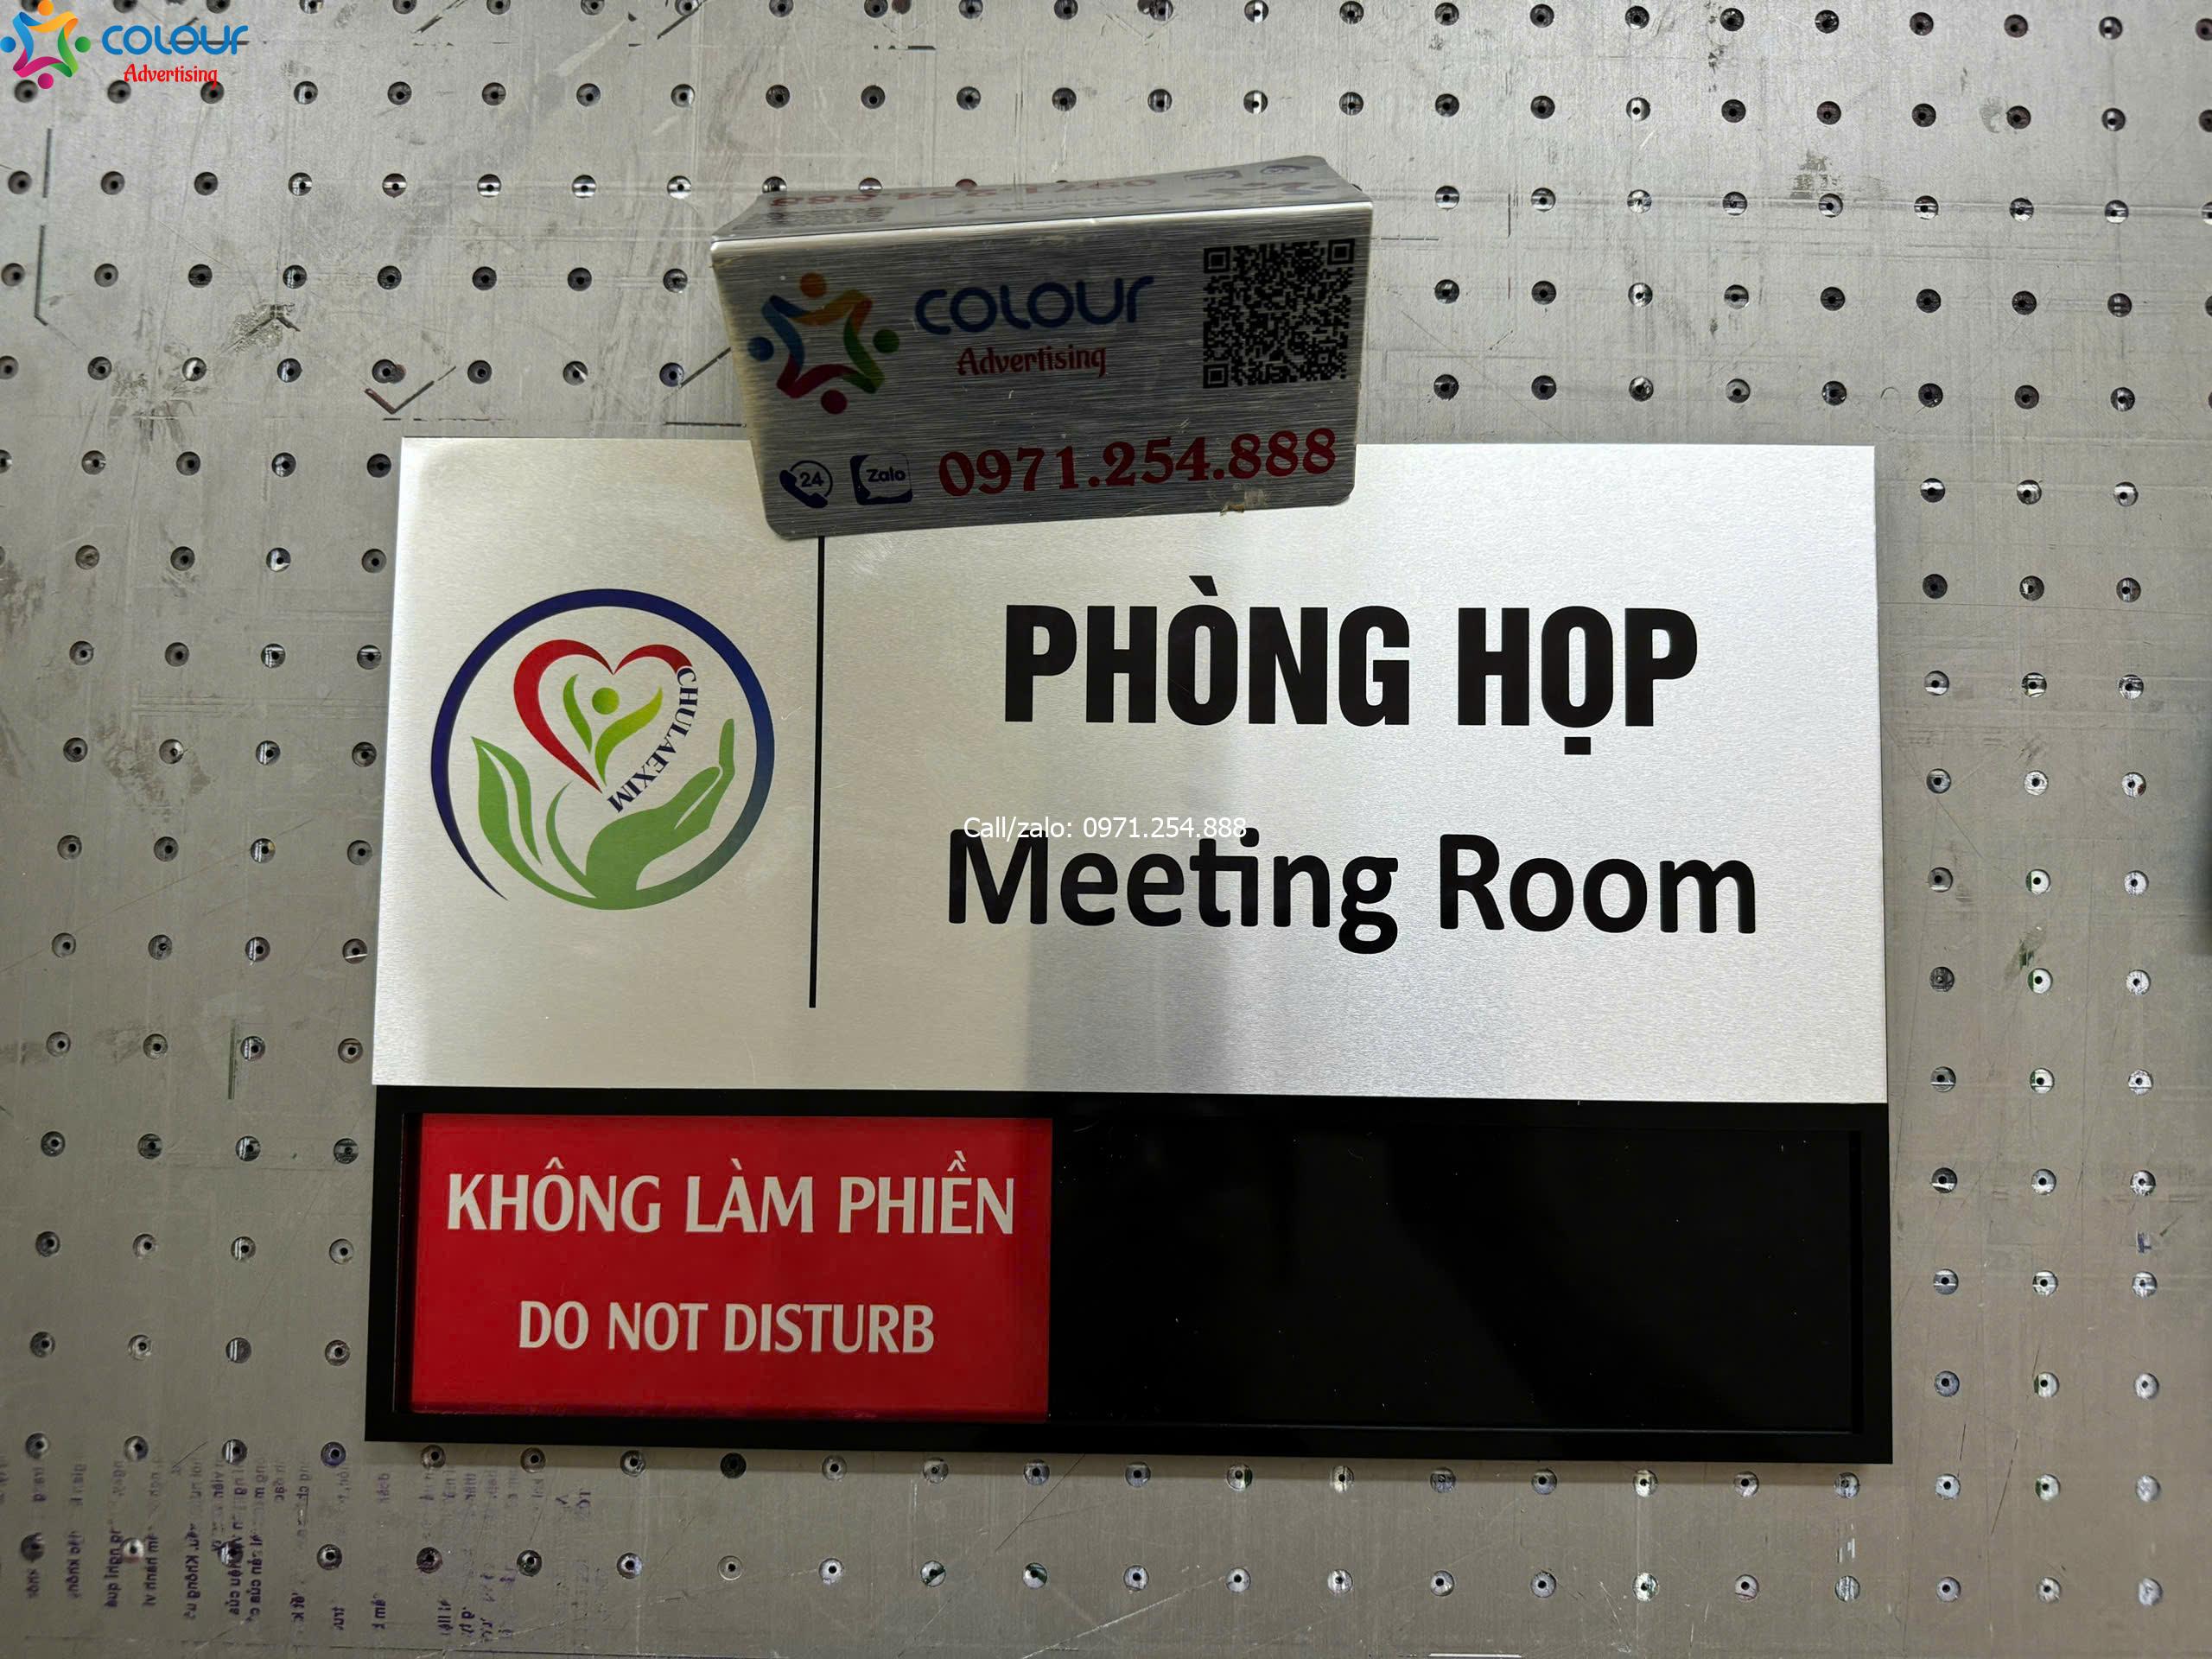 COLOUR
Advertising
COLOUR
Advertising
24
Zalo
0971.254.888
CHULAEXIM
PHÒNG HỌP
Call/zalo: 0971.254.888
Meeting Room
KHÔNG LÀM PHIỀN
DO NOT DISTURB